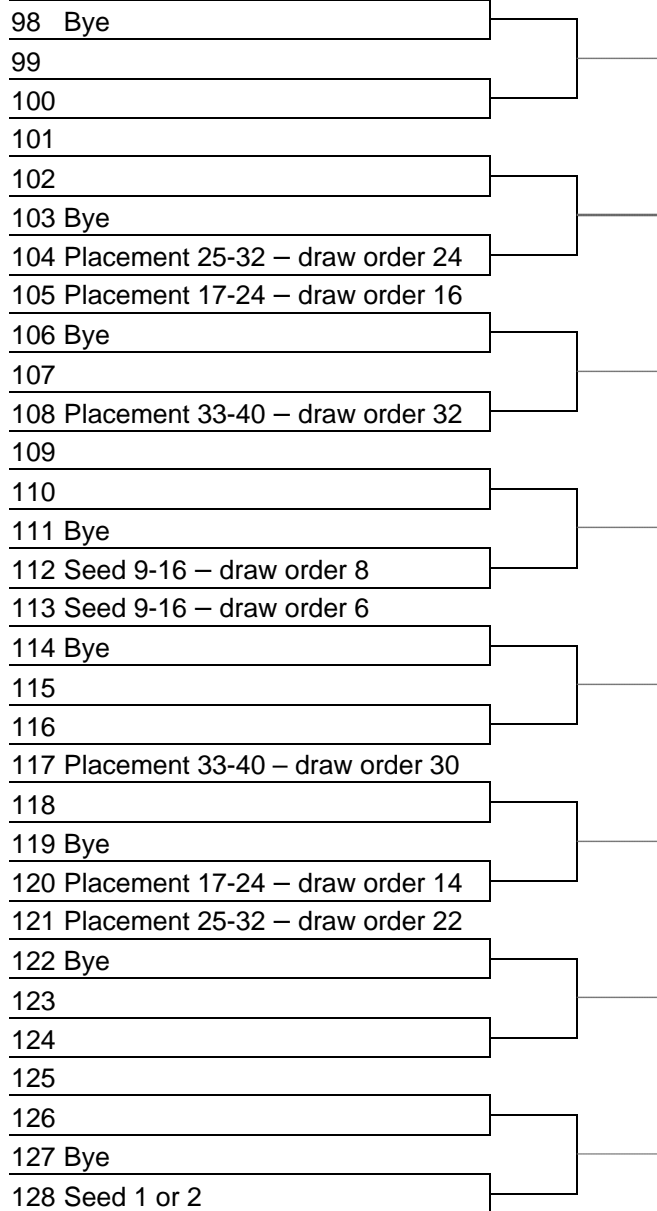 98 Bye
99
100
101
102
103 Bye
104 Placement 25-32 – draw order 24
105 Placement 17-24 – draw order 16
106 Bye
107
108 Placement 33-40 – draw order 32
109
110
111 Bye
112 Seed 9-16 – draw order 8
113 Seed 9-16 – draw order 6
114 Bye
115
116
117 Placement 33-40 – draw order 30
118
119 Bye
120 Placement 17-24 – draw order 14
121 Placement 25-32 – draw order 22
122 Bye
123
124
125
126
127 Bye
128 Seed 1 or 2